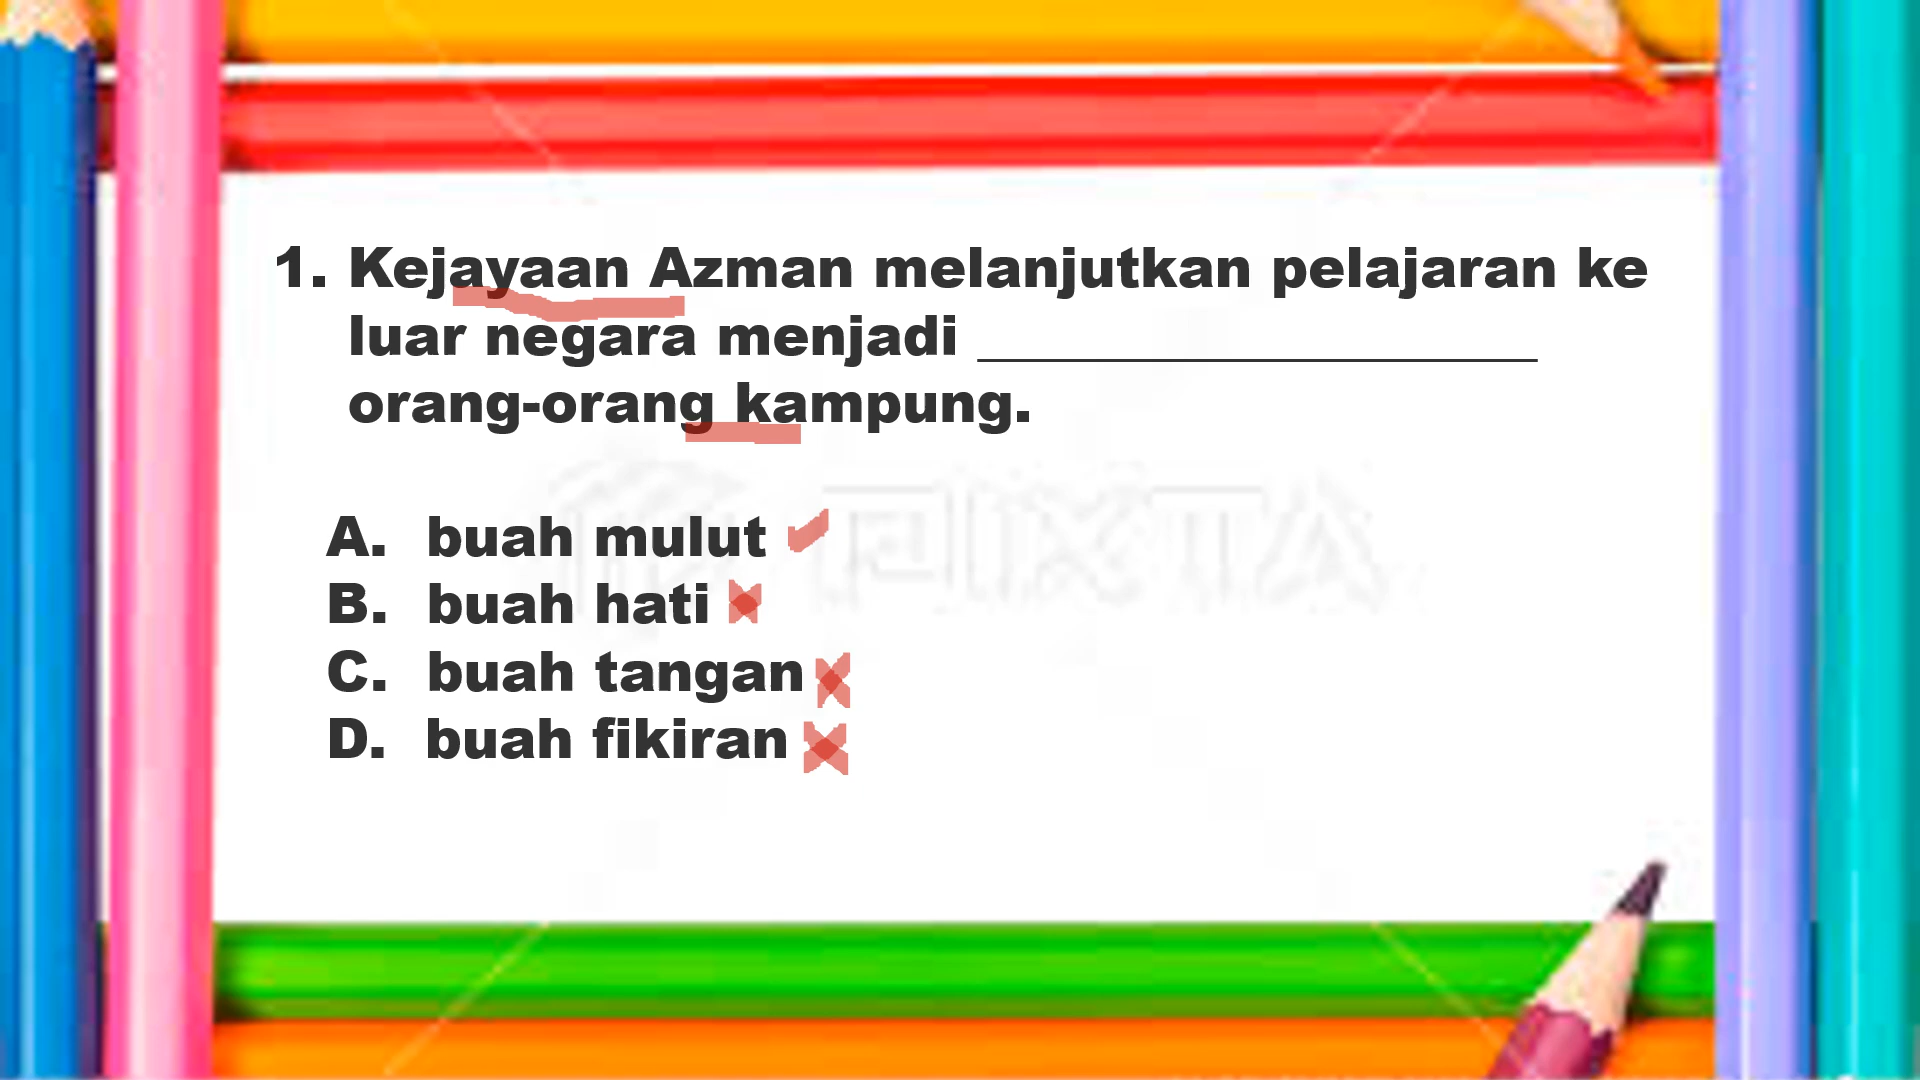 1. Kejayaan Azman melanjutkan pelajaran ke
luar negara menjadi ____________________
orang-orang kampung.
A. buah mulut
B. buah hati
C. buah tangan
D. buah fikiran
PIXTA